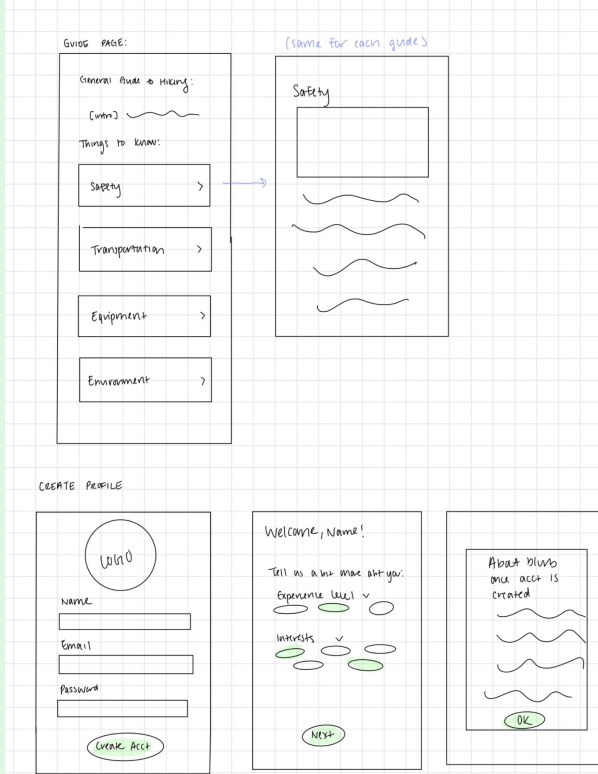 GUIDE PAGE:
(same for each guide)
General Guide to Hiking:
[intro]
Things to know:
Safety >
Transportation >
Equipment >
Environment >
Safety
CREATE PROFILE
LOGO
Name
Email
Password
Create Acct
Welcome, Name!
Tell us a bit more abt you:
Experience level
Interests
Next
About blurb
once acct is
created
OK